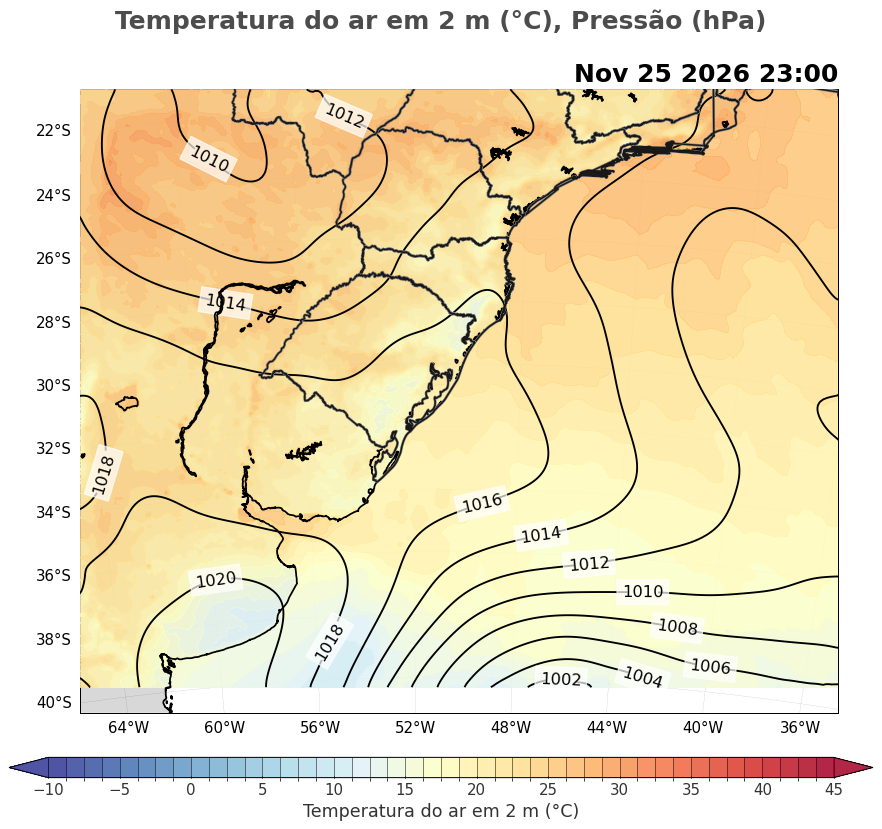 Temperatura do ar em 2 m (°C), Pressão (hPa)
Nov 25 2026 23:00
22°S
24°S
26°S
28°S
30°S
32°S
34°S
36°S
38°S
40°S
1012
1010
1014
1018
1016
1014
1012
1020
1010
1018
1008
1006
1004
1002
64°W 60°W 56°W 52°W 48°W 44°W 40°W 36°W
−10 −5 0 5 10 15 20 25 30 35 40 45
Temperatura do ar em 2 m (°C)